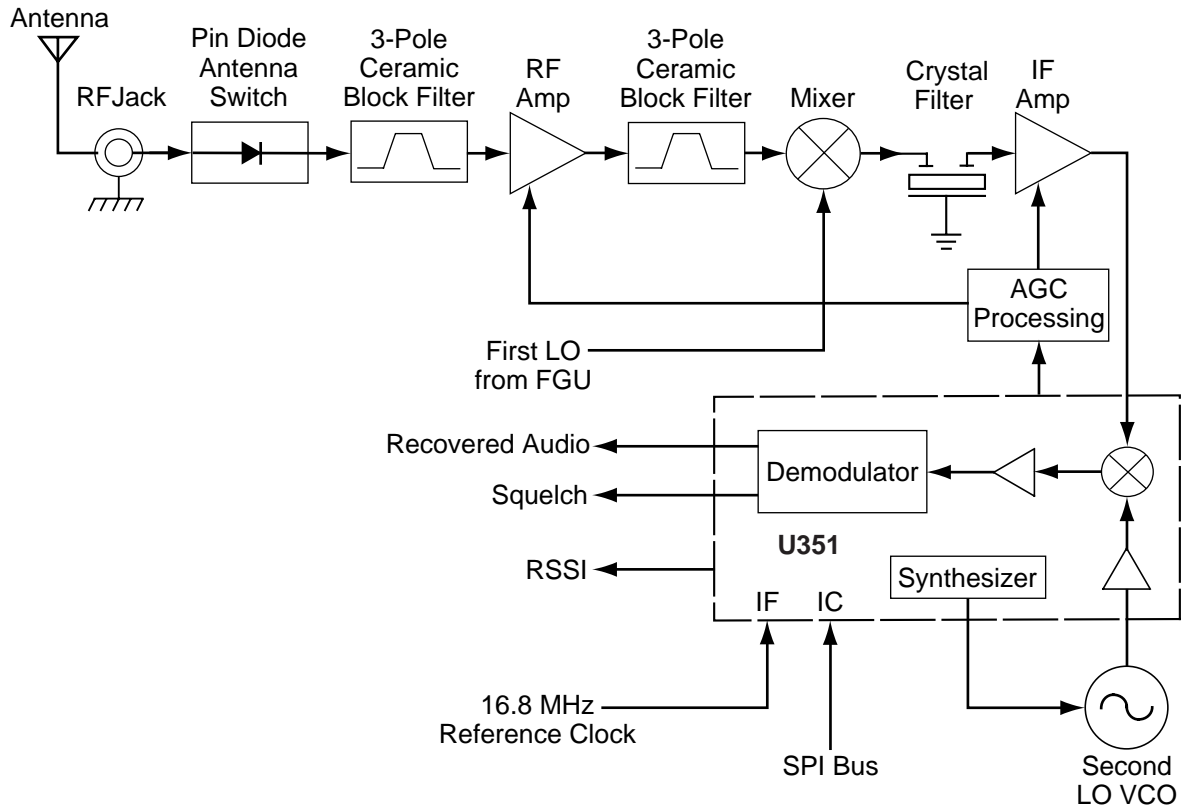 Antenna
RFJack
Pin Diode
Antenna
Switch
3-Pole
Ceramic
Block Filter
RF
Amp
3-Pole
Ceramic
Block Filter
Mixer
Crystal
Filter
IF
Amp
AGC
Processing
First LO
from FGU
Recovered Audio
Squelch
RSSI
Demodulator
U351
Synthesizer
IF
IC
16.8 MHz
Reference Clock
SPI Bus
Second
LO VCO